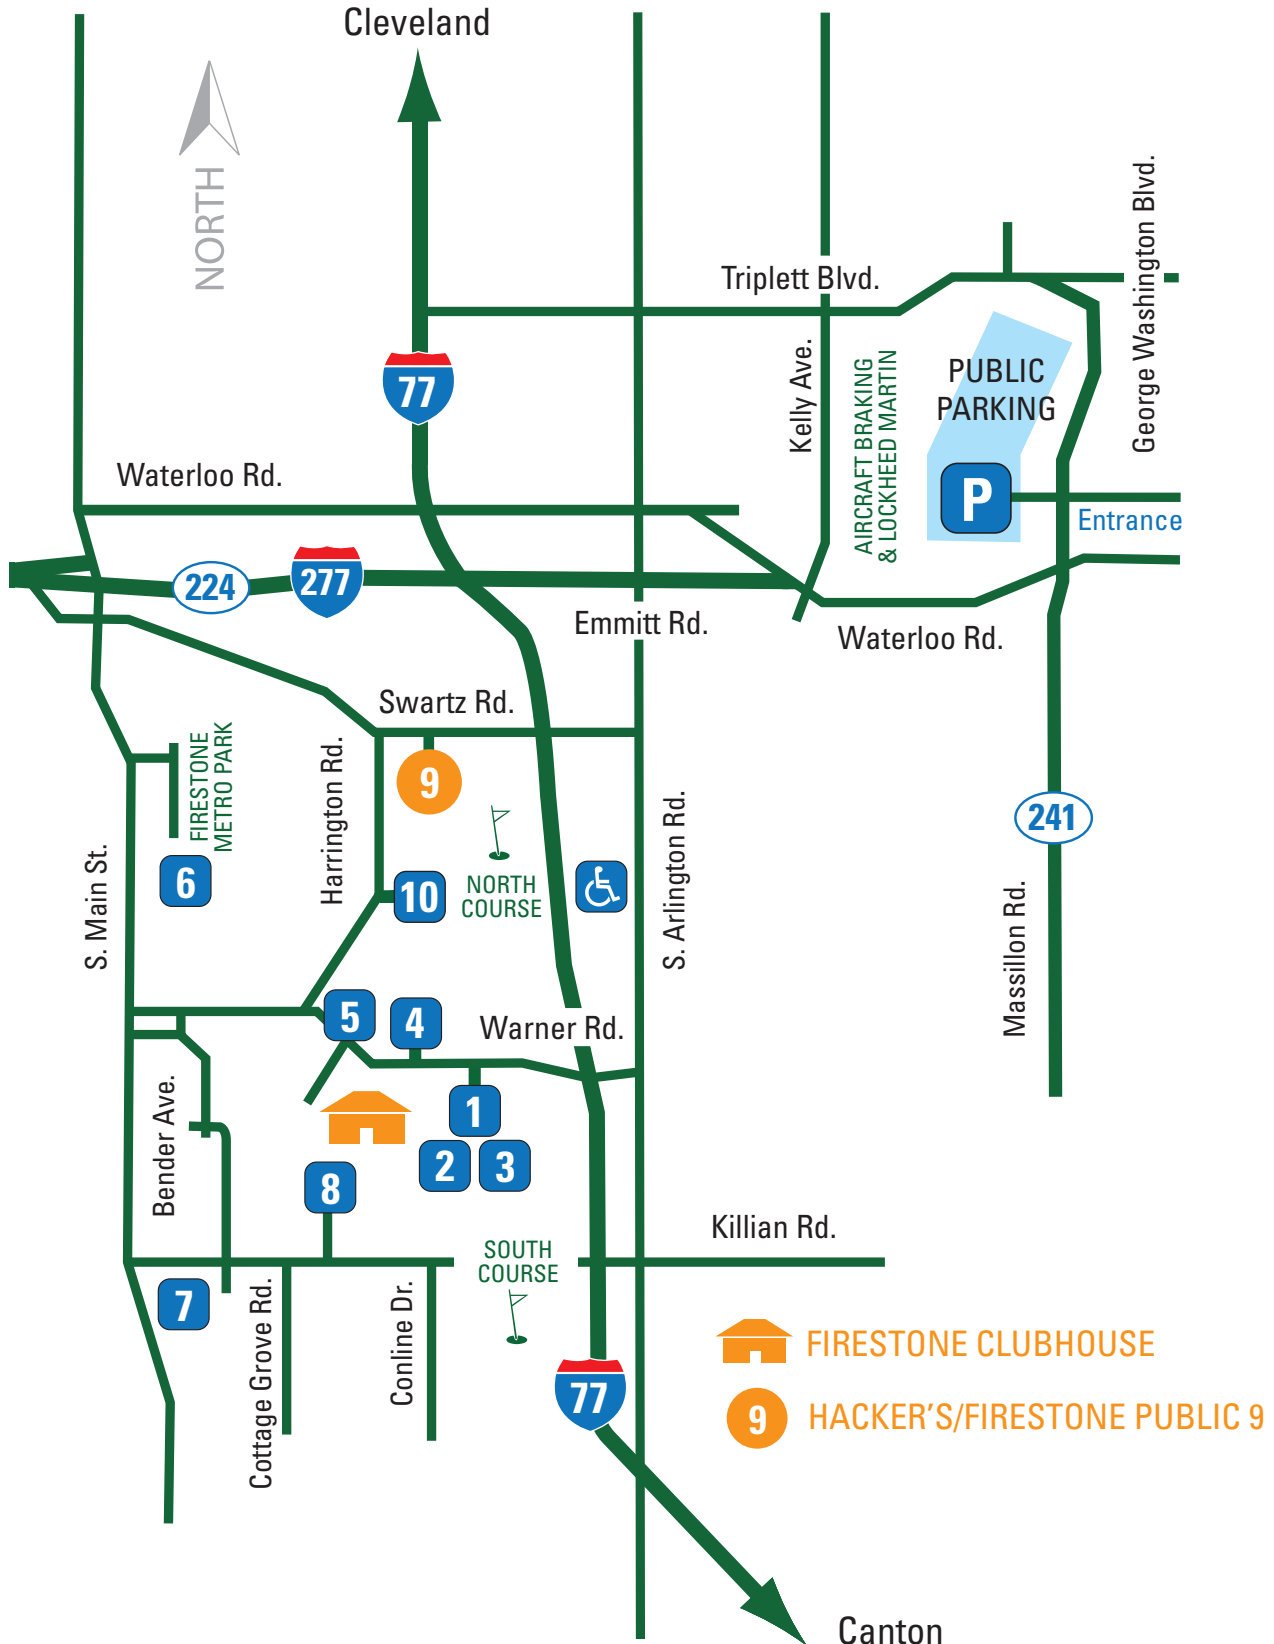 Cleveland
NORTH
George Washington Blvd.
Triplett Blvd.
Kelly Ave.
AIRCRAFT BRAKING
& LOCKHEED MARTIN
PUBLIC
PARKING
77
Waterloo Rd.
P
Entrance
224
277
Emmitt Rd.
Waterloo Rd.
Swartz Rd.
FIRESTONE
METRO PARK
Harrington Rd.
9
S. Arlington Rd.
241
6
S. Main St.
10
NORTH
COURSE
Massillon Rd.
5
4
Warner Rd.
Bender Ave.
1
2
3
8
Killian Rd.
SOUTH
COURSE
7
Cottage Grove Rd.
Conline Dr.
FIRESTONE CLUBHOUSE
77
9
HACKER'S/FIRESTONE PUBLIC 9
Canton